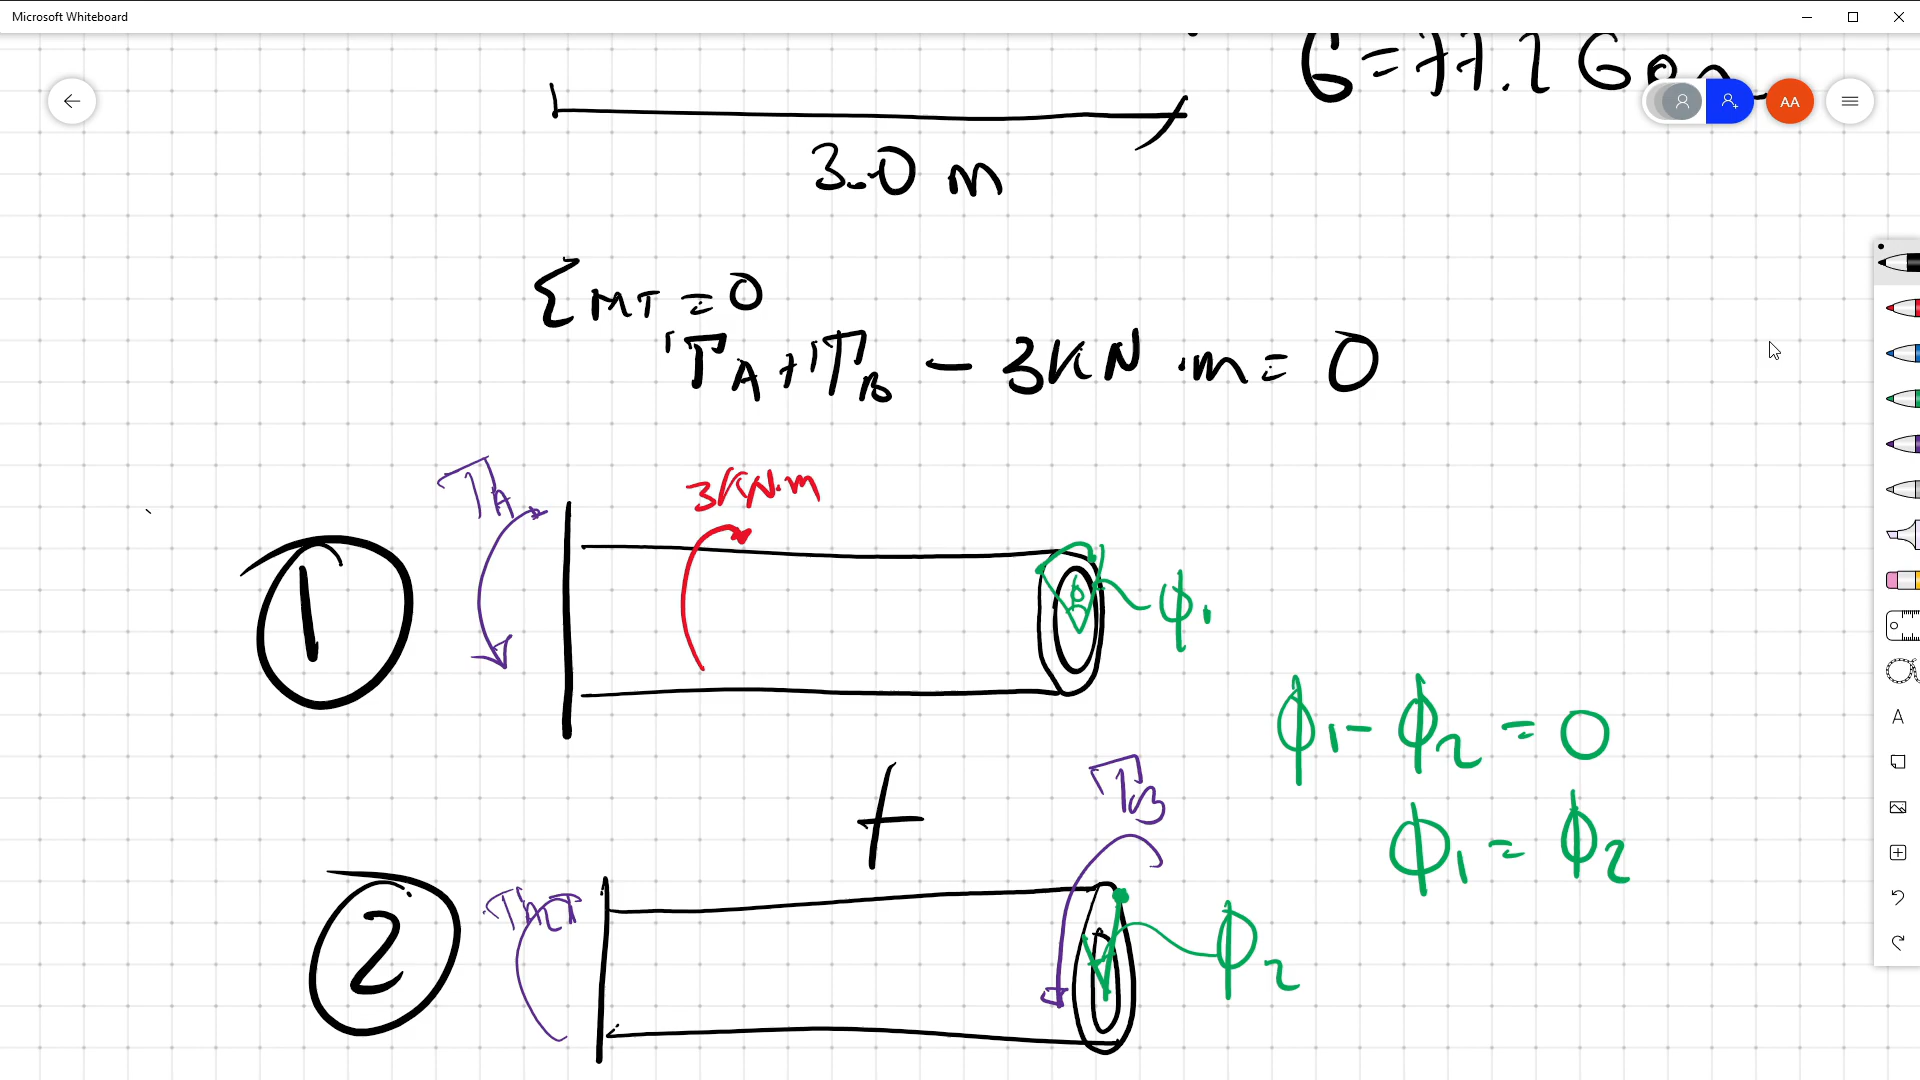 Microsoft Whiteboard
G=77.2 GPa
AA
3.0 m
ΣMT=0
TA+TB-3KN.m=0
TA
3KN.m
1
ϕ1
ϕ1-ϕ2=0
TB
+
ϕ1=ϕ2
2
ϕ2
A